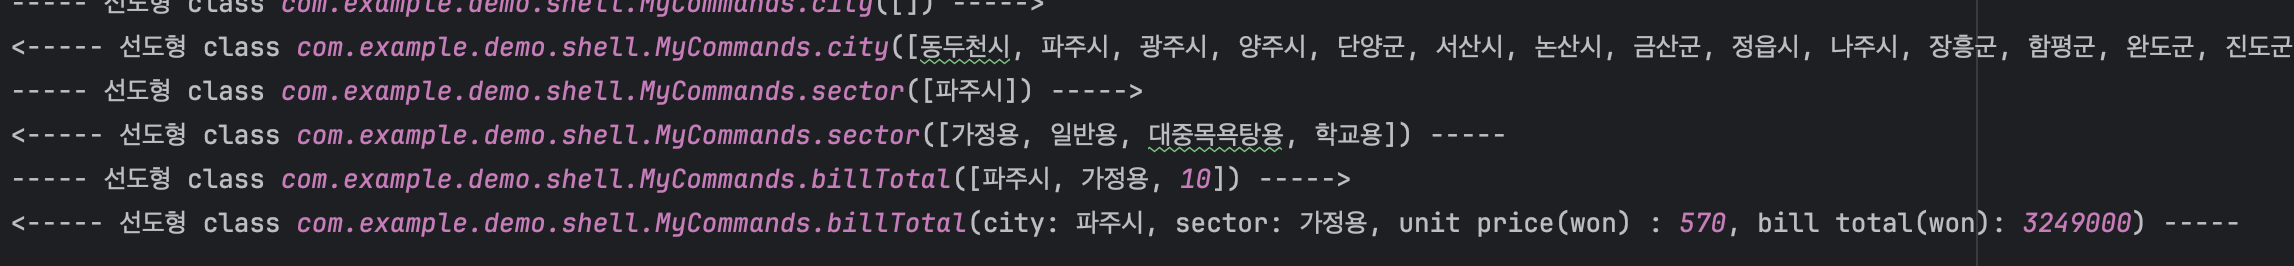 ----- 선도형 class com.example.demo.shell.MyCommands.city([]) ----->
<----- 선도형 class com.example.demo.shell.MyCommands.city([동두천시, 파주시, 광주시, 양주시, 단양군, 서산시, 논산시, 금산군, 정읍시, 나주시, 장흥군, 함평군, 완도군, 진도군
----- 선도형 class com.example.demo.shell.MyCommands.sector([파주시]) ----->
<----- 선도형 class com.example.demo.shell.MyCommands.sector([가정용, 일반용, 대중목욕탕용, 학교용]) -----
----- 선도형 class com.example.demo.shell.MyCommands.billTotal([파주시, 가정용, 10]) ----->
<----- 선도형 class com.example.demo.shell.MyCommands.billTotal(city: 파주시, sector: 가정용, unit price(won) : 570, bill total(won): 3249000) -----